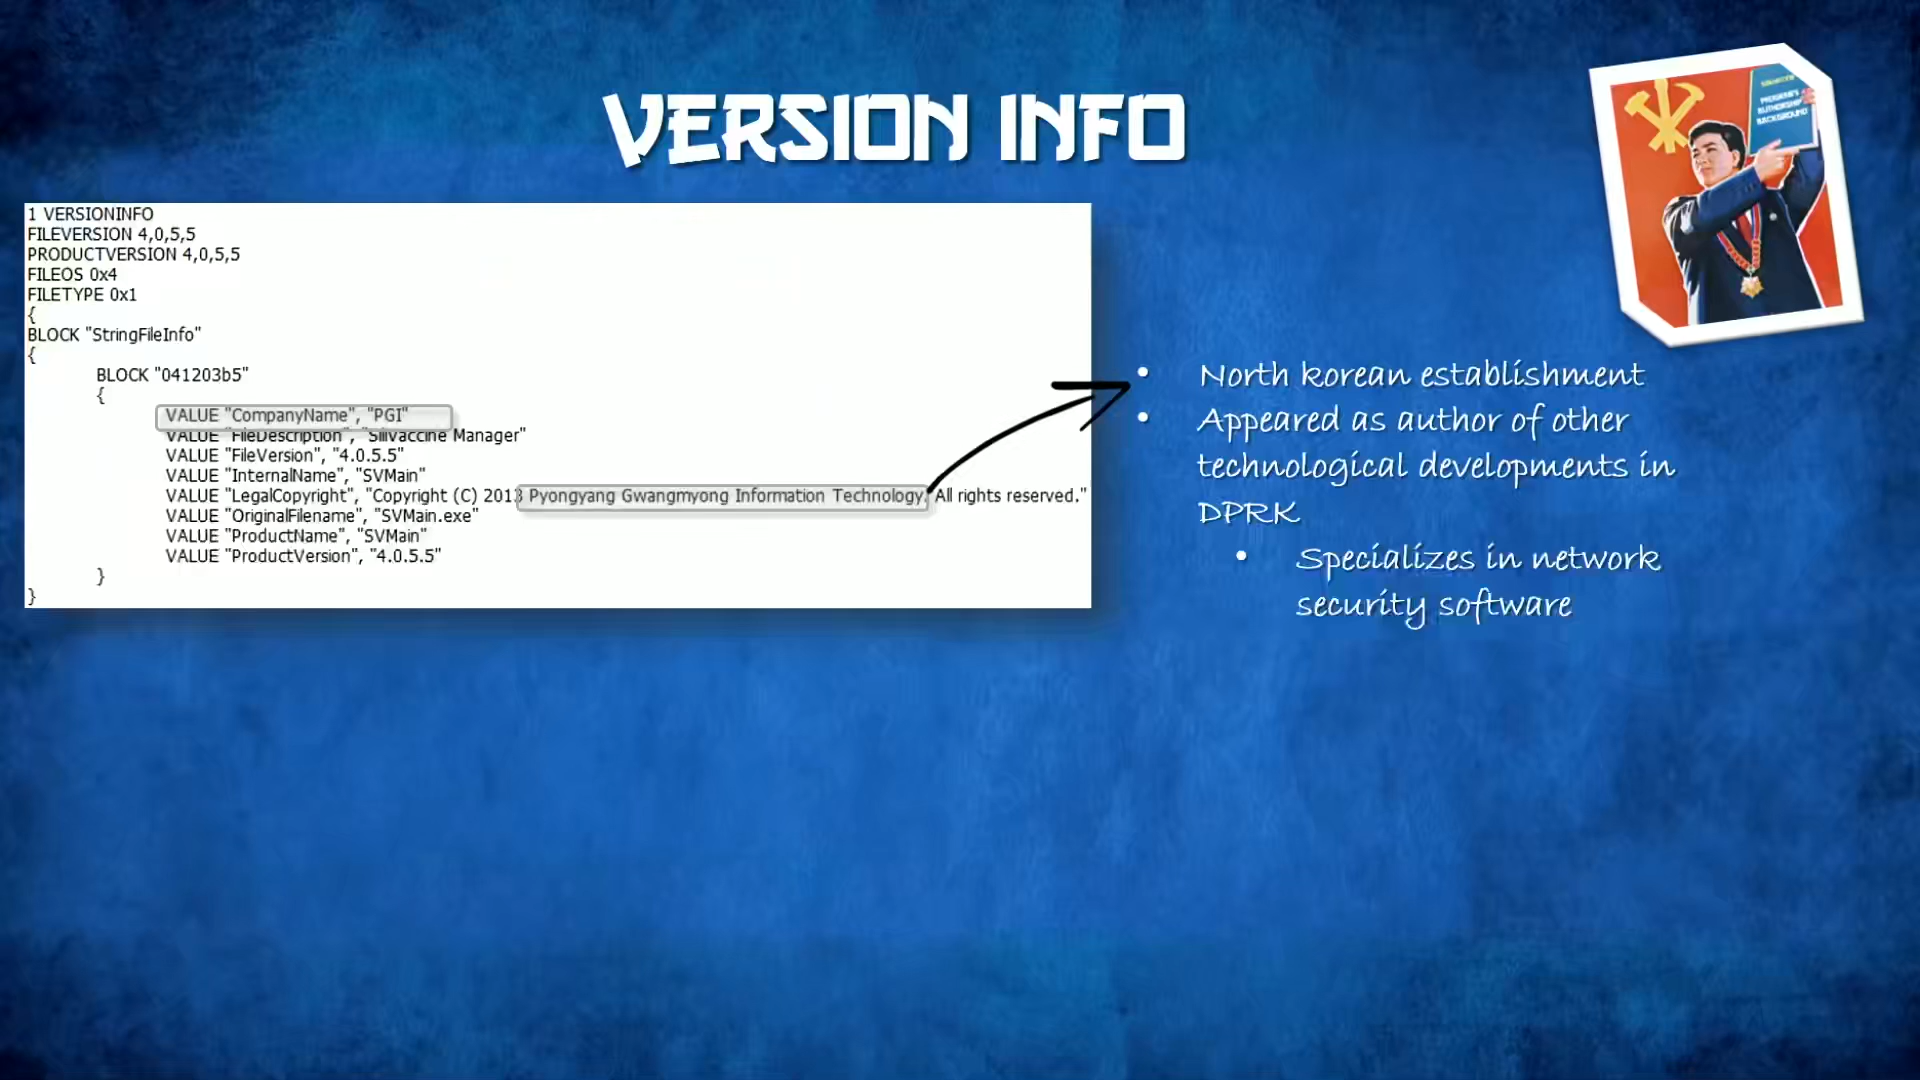 VERSION INFO
1 VERSIONINFO
FILEVERSION 4,0,5,5
PRODUCTVERSION 4,0,5,5
FILEOS 0x4
FILETYPE 0x1
{
BLOCK "StringFileInfo"
{
BLOCK "041203b5"
{
VALUE "CompanyName", "PGI"
VALUE "FileDescription", "SiliVaccine Manager"
VALUE "FileVersion", "4.0.5.5"
VALUE "InternalName", "SVMain"
VALUE "LegalCopyright", "Copyright (C) 2013 Pyongyang Gwangmyong Information Technology. All rights reserved."
VALUE "OriginalFilename", "SVMain.exe"
VALUE "ProductName", "SVMain"
VALUE "ProductVersion", "4.0.5.5"
}
}
PROGRAM'S
AUTHORSHIP
BACKGROUND
• North korean establishment
• Appeared as author of other
technological developments in
DPRK
• Specializes in network
security software